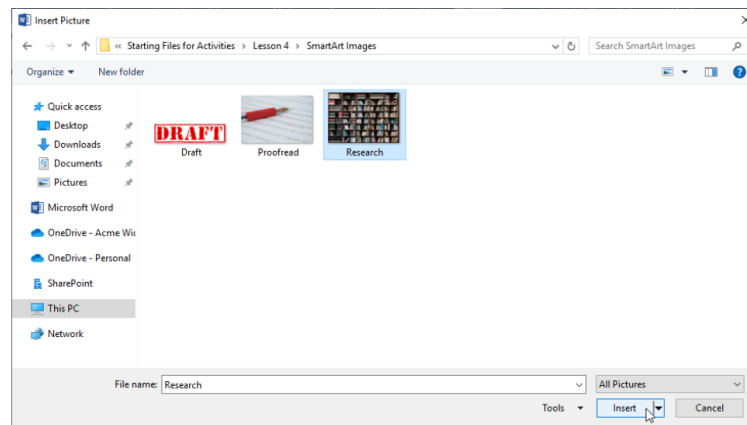 Insert Picture
« Starting Files for Activities > Lesson 4 > SmartArt Images
Search SmartArt Images
Organize
New folder
Quick access
Desktop
Downloads
Documents
Pictures
Microsoft Word
OneDrive - Acme Wic
OneDrive - Personal
SharePoint
This PC
Network
DRAFT
Draft
Proofread
Research
File name: Research
All Pictures
Tools
Insert
Cancel